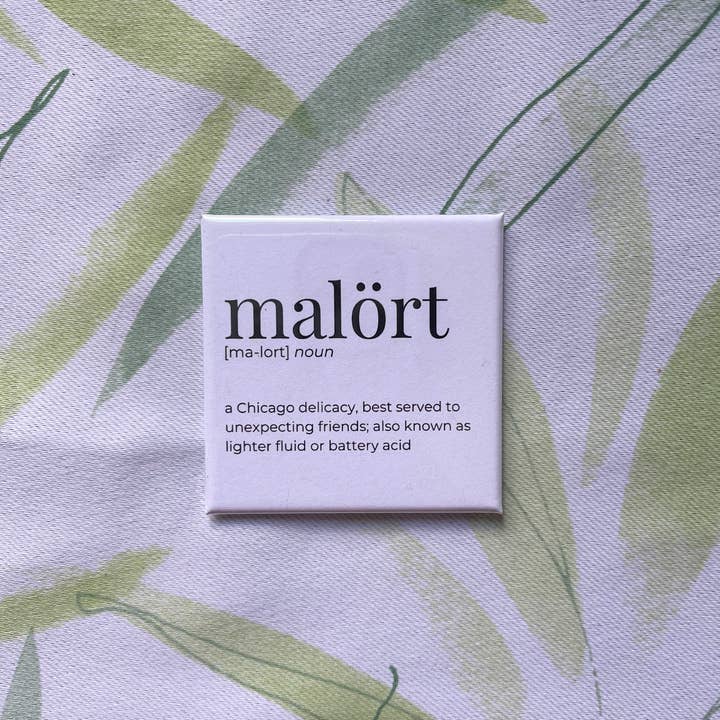 malört
[ma-lort] noun
a Chicago delicacy, best served to
unexpecting friends; also known as
lighter fluid or battery acid